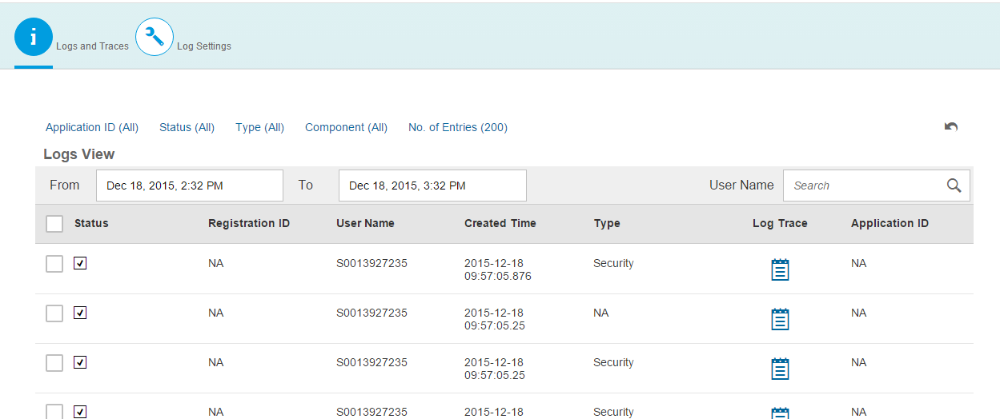 i
Logs and Traces
Log Settings
Application ID (All) Status (All) Type (All) Component (All) No. of Entries (200)
Logs View
From Dec 18, 2015, 2:32 PM To Dec 18, 2015, 3:32 PM User Name Search
Status Registration ID User Name Created Time Type Log Trace Application ID
NA S0013927235 2015-12-18 Security NA
09:57:05.876
NA S0013927235 2015-12-18 NA NA
09:57:05.25
NA S0013927235 2015-12-18 Security NA
09:57:05.25
NA S0013927235 2015-12-18 Security NA